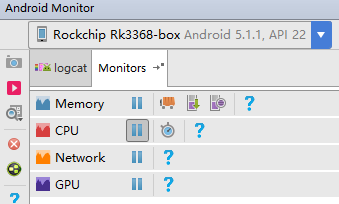 Android Monitor
Rockchip Rk3368-box Android 5.1.1, API 22
logcat Monitors
Memory ?
CPU ?
Network ?
GPU ?
?